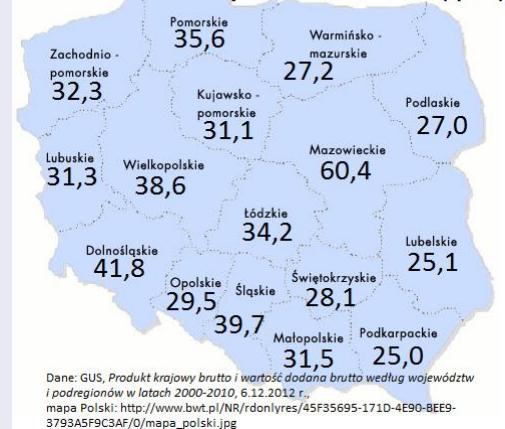 Pomorskie
35,6
Warmińsko -
mazurskie
27,2
Zachodnio -
pomorskie
32,3
Kujawsko -
pomorskie
31,1
Podlaskie
27,0
Mazowieckie
60,4
Lubuskie
31,3
Wielkopolskie
38,6
Łódzkie
34,2
Lubelskie
25,1
Dolnośląskie
41,8
Opolskie
29,5
Śląskie
39,7
Świętokrzyskie
28,1
Małopolskie
31,5
Podkarpackie
25,0
Dane: GUS, Produkt krajowy brutto i wartość dodana brutto według województw
i podregionów w latach 2000-2010, 6.12.2012 r.,
mapa Polski: http://www.bwt.pl/NR/rdonlyres/45F35695-171D-4E90-BEE9-
3793A5F9C3AF/0/mapa_polski.jpg